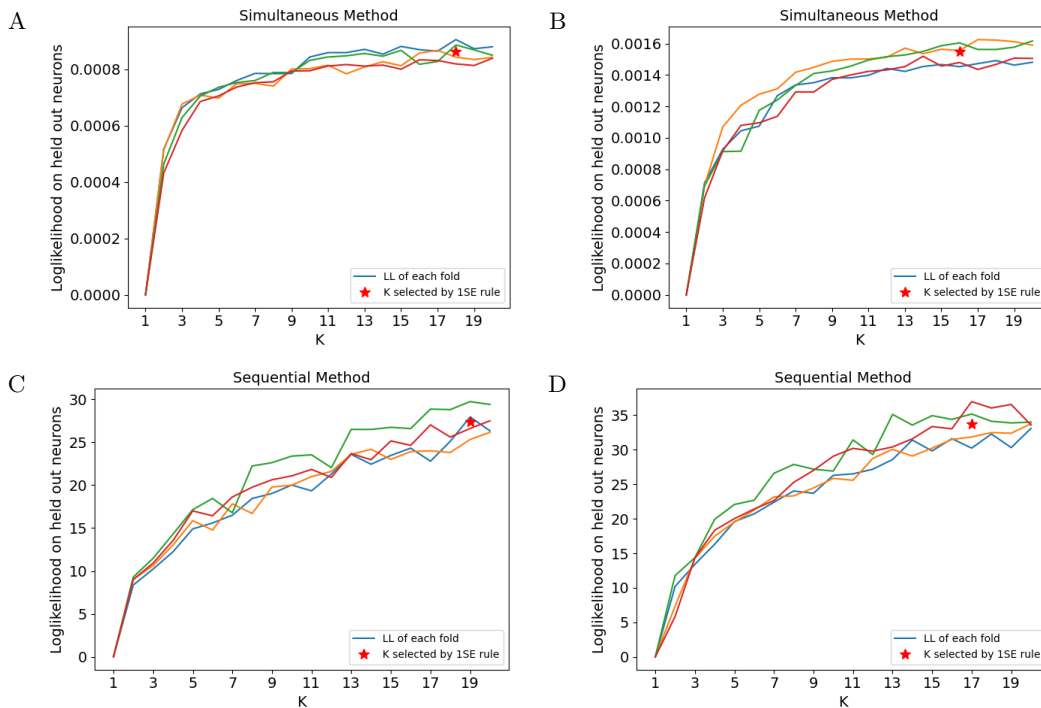 A
Simultaneous Method
Loglikelihood on held out neurons
0.0008
0.0006
0.0004
0.0002
0.0000
LL of each fold
K selected by 1SE rule
1 3 5 7 9 11 13 15 17 19
K
B
Simultaneous Method
Loglikelihood on held out neurons
0.0016
0.0014
0.0012
0.0010
0.0008
0.0006
0.0004
0.0002
0.0000
LL of each fold
K selected by 1SE rule
1 3 5 7 9 11 13 15 17 19
K
C
Sequential Method
Loglikelihood on held out neurons
30
25
20
15
10
5
0
LL of each fold
K selected by 1SE rule
1 3 5 7 9 11 13 15 17 19
K
D
Sequential Method
Loglikelihood on held out neurons
35
30
25
20
15
10
5
0
LL of each fold
K selected by 1SE rule
1 3 5 7 9 11 13 15 17 19
K